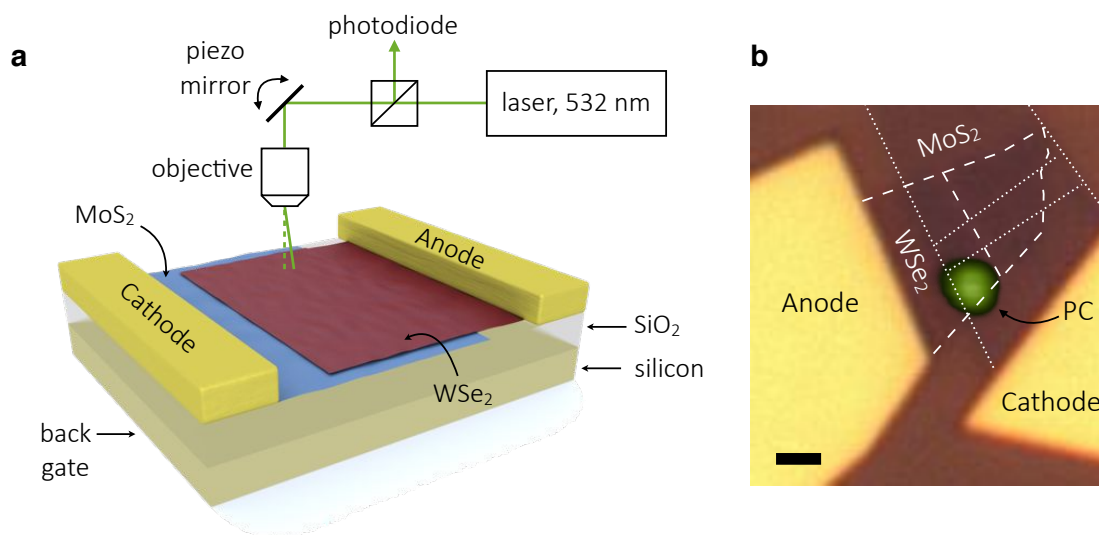 a
photodiode
piezo
mirror
laser, 532 nm
objective
MoS₂
Anode
Cathode
SiO₂
silicon
WSe₂
back
gate
b
MoS₂
WSe₂
Anode
PC
Cathode